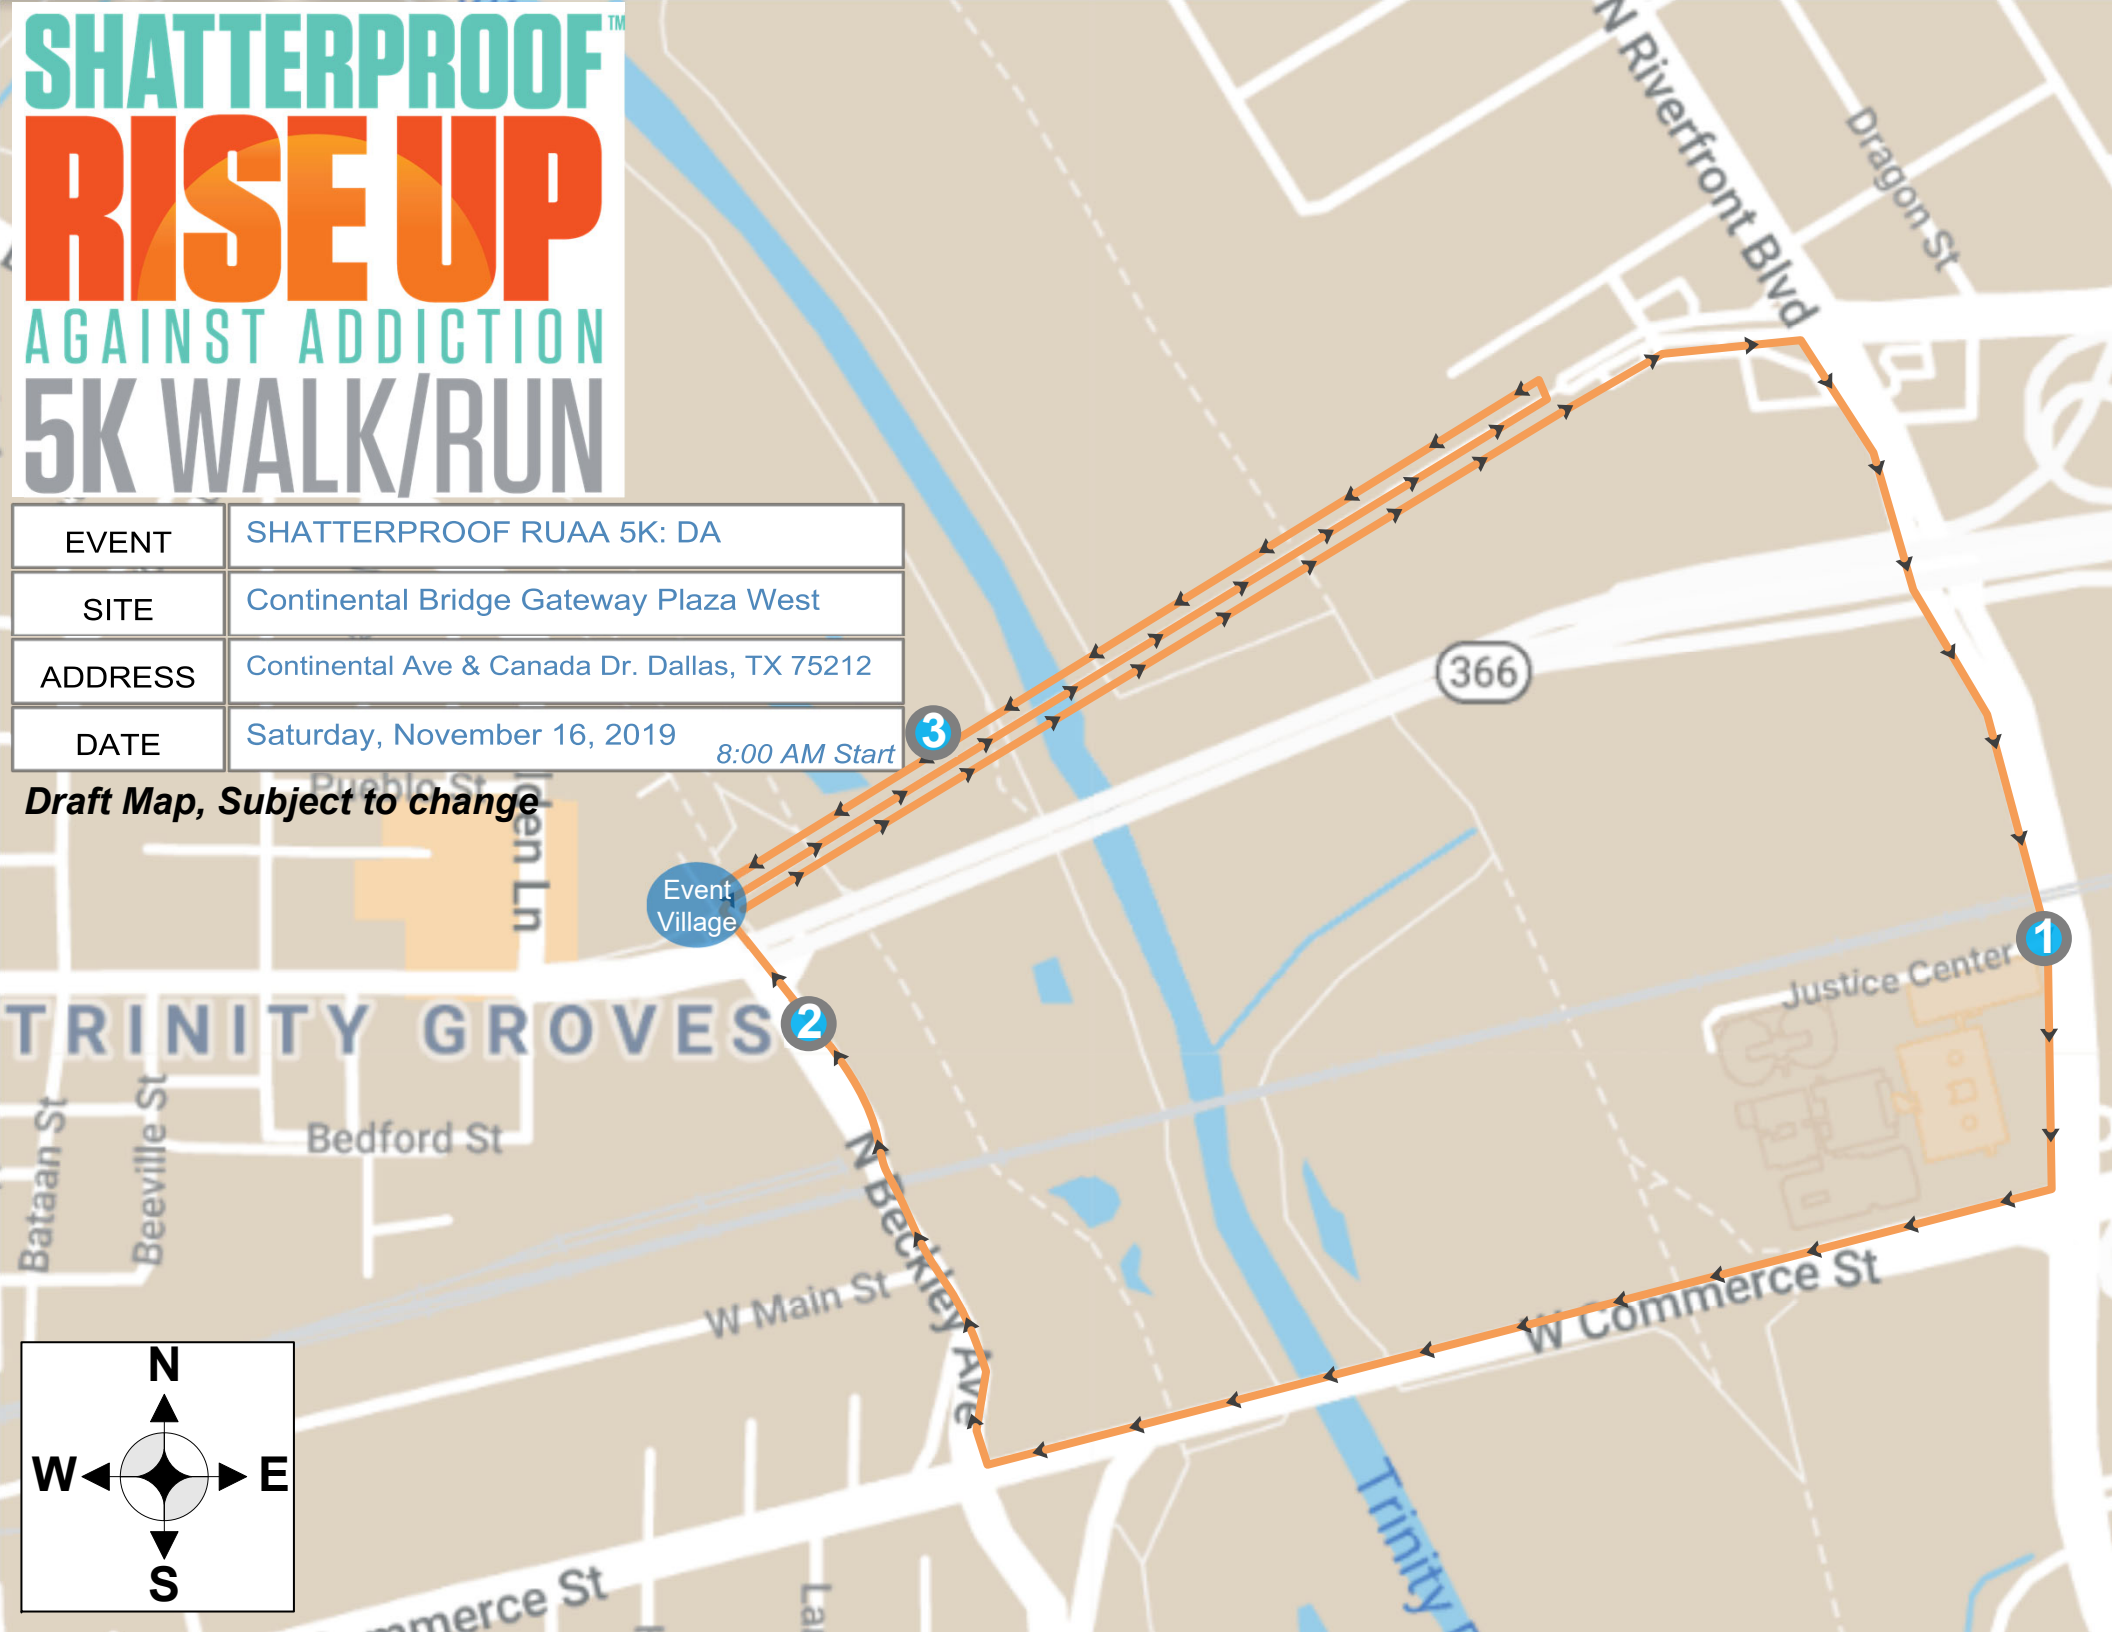 SHATTERPROOF™
RISE UP
AGAINST ADDICTION
5K WALK/RUN
EVENT
SHATTERPROOF RUAA 5K: DA
SITE
Continental Bridge Gateway Plaza West
ADDRESS
Continental Ave & Canada Dr. Dallas, TX 75212
DATE
Saturday, November 16, 2019
8:00 AM Start
Draft Map, Subject to change
Pueblo St
N Riverfront Blvd
Dragon St
366
3
Event
Village
1
Justice Center
2
TRINITY GROVES
Bedford St
Bataan St
Beeville St
N Beckley Ave
W Main St
W Commerce St
Trinity
N
W
E
S